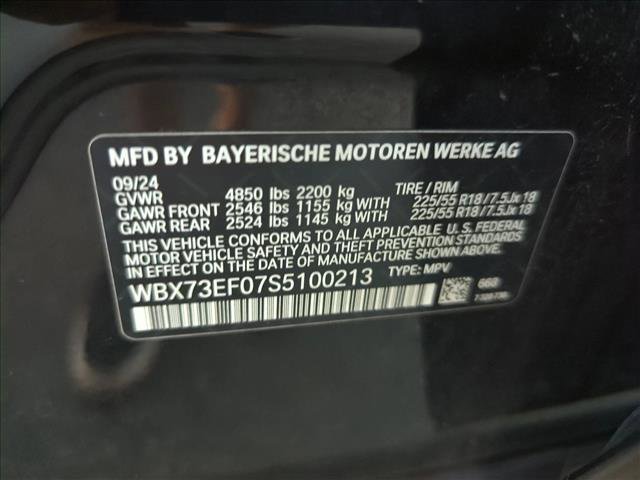 MFD BY BAYERISCHE MOTOREN WERKE AG
09/24
GVWR 4850 lbs 2200 kg TIRE / RIM
GAWR FRONT 2546 lbs 1155 kg WITH 225/55 R18/7.5Jx18
GAWR REAR 2524 lbs 1145 kg WITH 225/55 R18/7.5Jx18
THIS VEHICLE CONFORMS TO ALL APPLICABLE U. S. FEDERAL
MOTOR VEHICLE SAFETY AND THEFT PREVENTION STANDARDS
IN EFFECT ON THE DATE OF MANUFACTURE SHOWN ABOVE.
WBX73EF07S5100213 TYPE: MPV
668